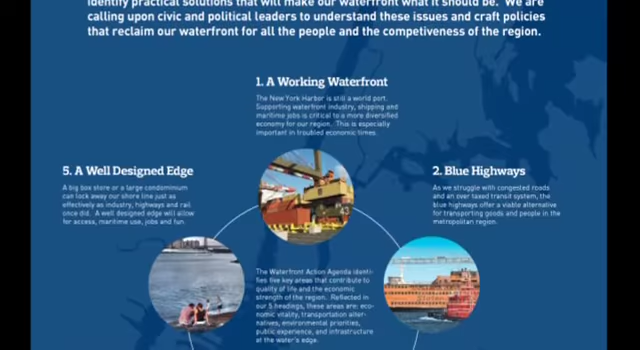 identify practical solutions that will make our waterfront what it should be.  We are
calling upon civic and political leaders to understand these issues and craft policies
that reclaim our waterfront for all the people and the competiveness of the region.
1. A Working Waterfront
The New York Harbor is still a world port.
Supporting waterfront industry, shipping and
maritime jobs is critical to a more diversified
economy for our region.  This is especially
important in troubled economic times.
5. A Well Designed Edge
A big box store or a large condominium
can lock away our shore line just as
effectively as industry, highways and rail
once did.  A well designed edge will allow
for access, maritime use, jobs and fun.
2. Blue Highways
As we struggle with congested roads
and an over taxed transit system, the
blue highways offer a viable alternative
for transporting goods and people in the
metropolitan region.
The Waterfront Action Agenda identi-
fies five key areas that contribute to
quality of life and the economic
strength of the region.  Reflected in
our 5 headings, these areas are: eco-
nomic vitality, transportation alter-
natives, environmental priorities,
public experience, and infrastructure
at the water's edge.